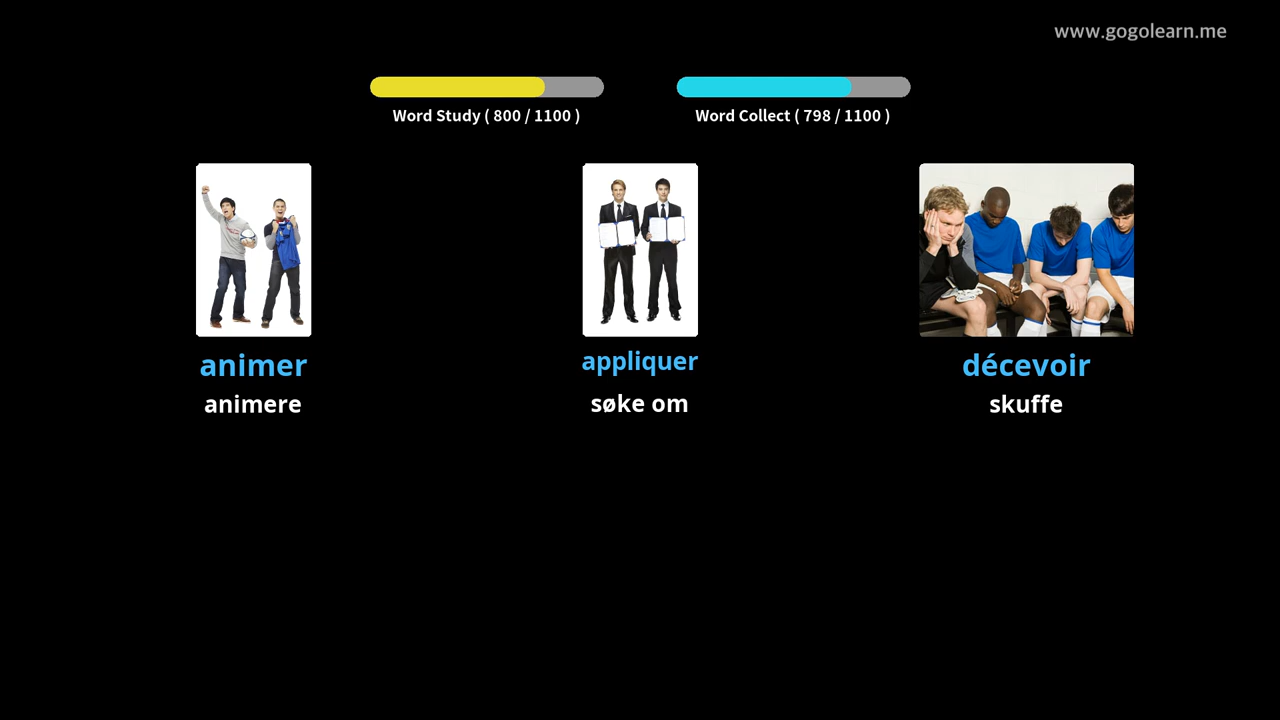 www.gogolearn.me
Word Study ( 800 / 1100 )
Word Collect ( 798 / 1100 )
animer
animere
appliquer
søke om
décevoir
skuffe